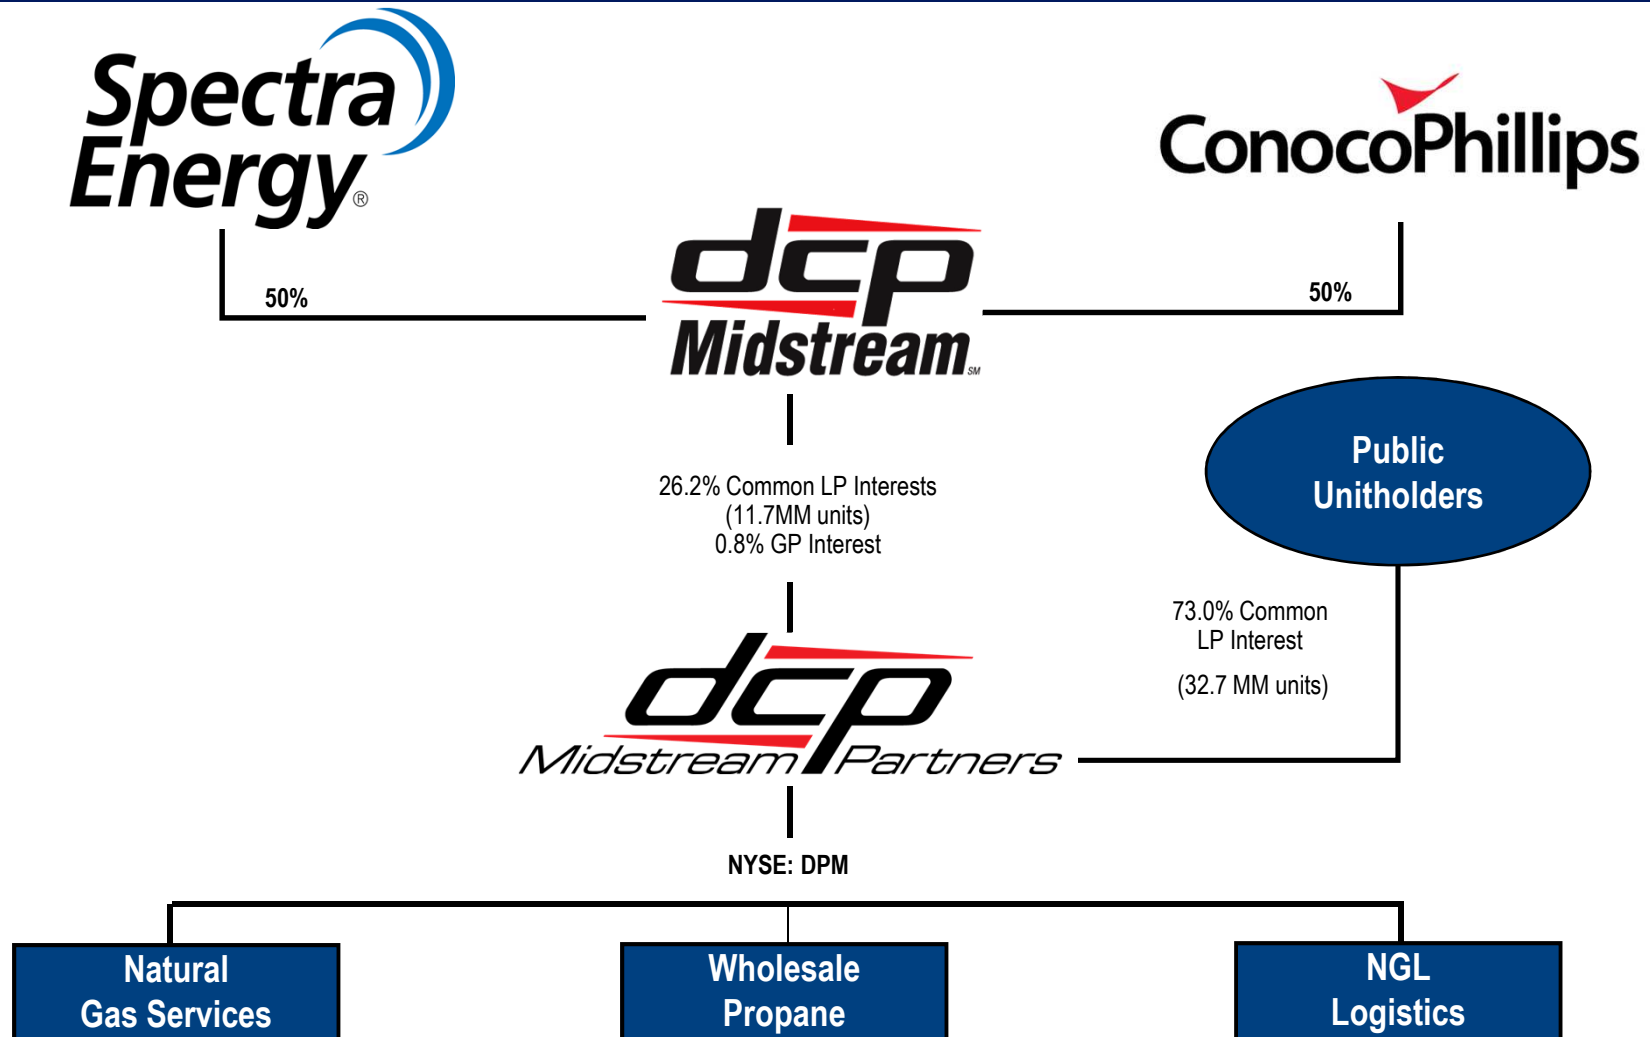 Spectra
Energy®
ConocoPhillips
dcp
Midstream SM
50%
50%
Public
Unitholders
26.2% Common LP Interests
(11.7MM units)
0.8% GP Interest
73.0% Common
LP Interest
(32.7 MM units)
dcp
Midstream Partners
NYSE: DPM
Natural
Gas Services
Wholesale
Propane
NGL
Logistics